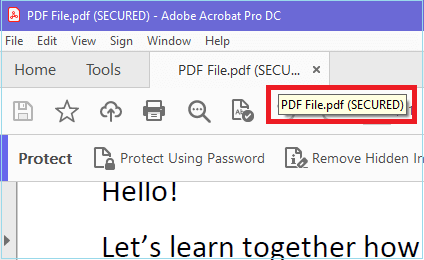 PDF File.pdf (SECURED) - Adobe Acrobat Pro DC
File Edit View Sign Window Help
Home Tools PDF File.pdf (SECU... ×
PDF File.pdf (SECURED)
Protect Protect Using Password Remove Hidden In
Hello!
Let’s learn together how